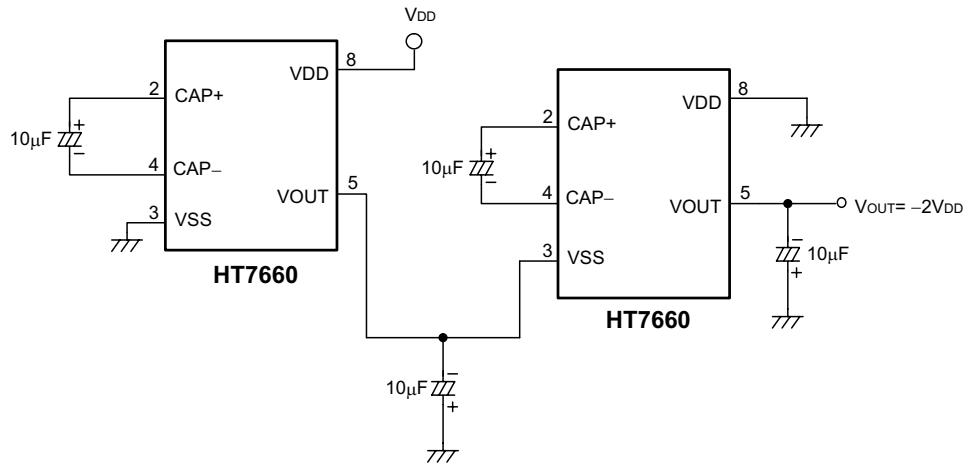 VDD
VDD 8
2 CAP+
10μF
+
−
4 CAP−
VOUT 5
3 VSS
HT7660
VDD 8
2 CAP+
10μF
+
−
4 CAP−
VOUT 5
VOUT= −2VDD
3 VSS
−
10μF
+
HT7660
−
10μF
+